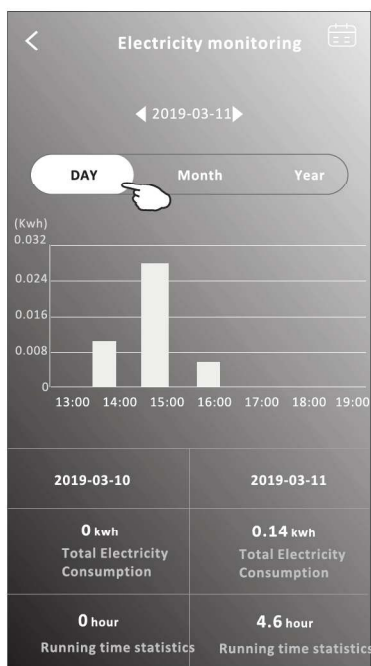 Electricity monitoring
2019-03-11
DAY Month Year
(Kwh)
0.032
0.024
0.016
0.008
0
13:00 14:00 15:00 16:00 17:00 18:00 19:00
2019-03-10 2019-03-11
0 kwh 0.14 kwh
Total Electricity Total Electricity
Consumption Consumption
0 hour 4.6 hour
Running time statistics Running time statistics